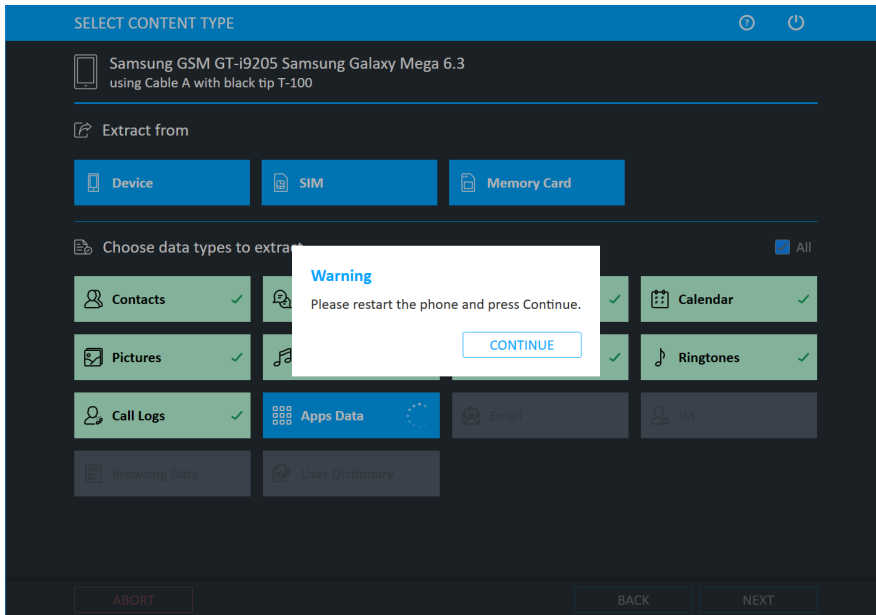 SELECT CONTENT TYPE
Samsung GSM GT-i9205 Samsung Galaxy Mega 6.3
using Cable A with black tip T-100
Extract from
Device
SIM
Memory Card
Choose data types to extract
All
Warning
Please restart the phone and press Continue.
CONTINUE
Contacts
Calendar
Pictures
Ringtones
Call Logs
Apps Data
Email
IM
Browsing Data
User Dictionary
ABORT
BACK
NEXT